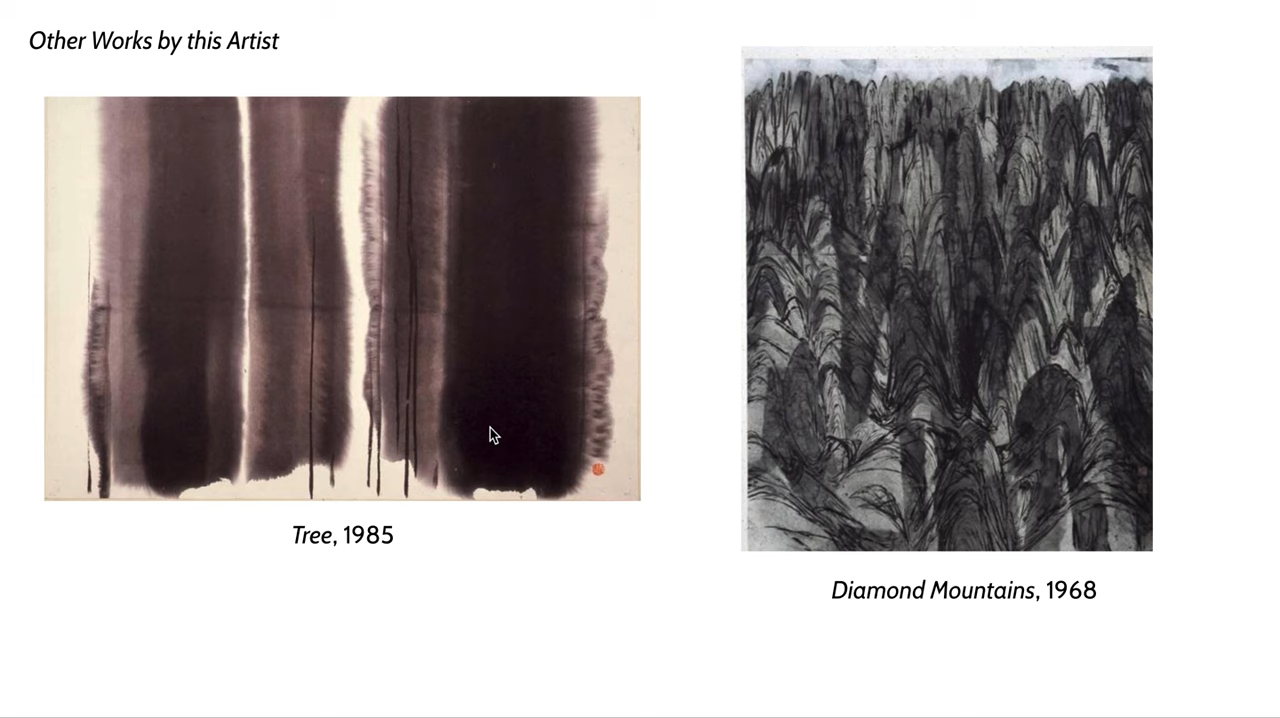 Other Works by this Artist
Tree, 1985
Diamond Mountains, 1968